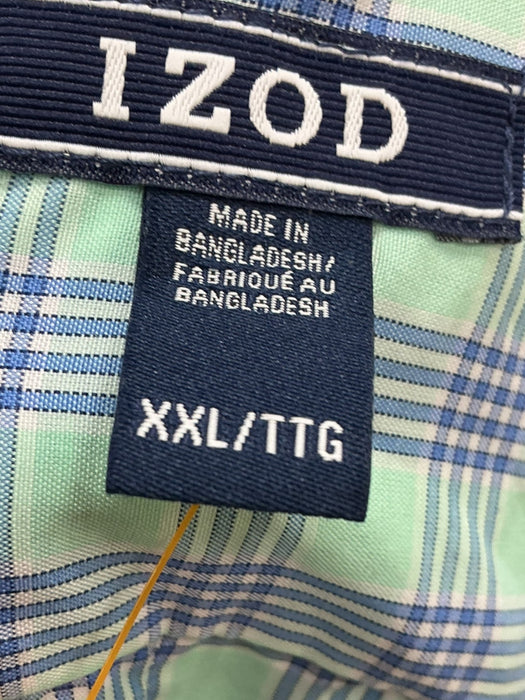 IZOD
MADE IN
BANGLADESH/
FABRIQUÉ AU
BANGLADESH
XXL/TTG